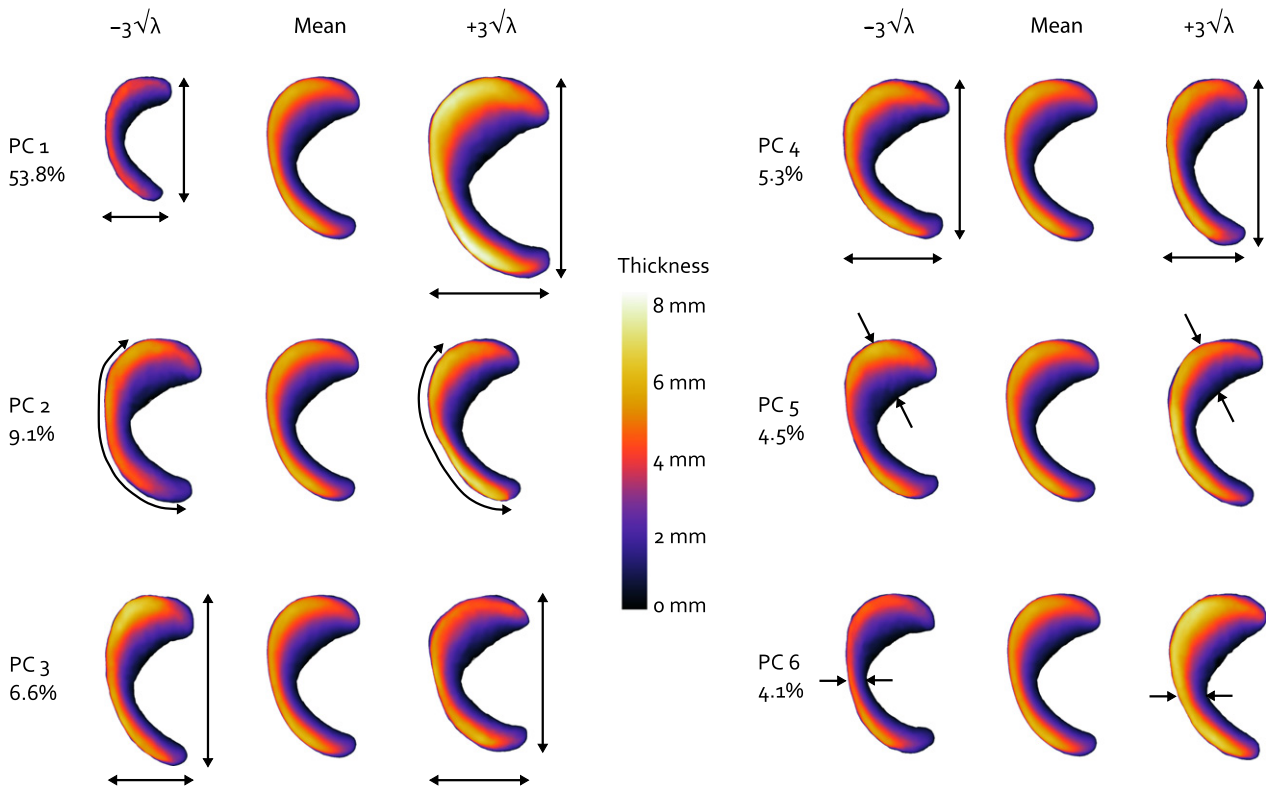 −3√λ Mean +3√λ −3√λ Mean +3√λ
PC 1
53.8%
PC 4
5.3%
Thickness
8 mm
6 mm
4 mm
2 mm
0 mm
PC 2
9.1%
PC 5
4.5%
PC 3
6.6%
PC 6
4.1%